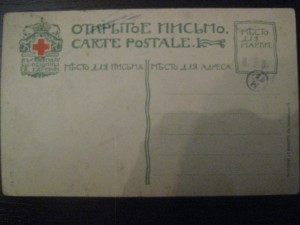 ОТКРЫТОЕ ПИСЬМО.
CARTE POSTALE.
МѢСТО
ДЛЯ
МАРКИ
МѢСТО ДЛЯ ПИСЬМА
МѢСТО ДЛЯ АДРЕСА